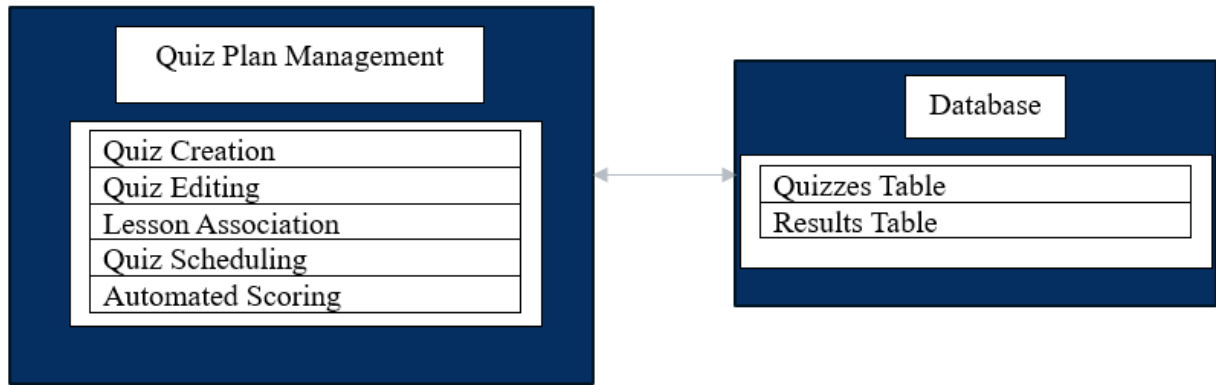 Quiz Plan Management
Quiz Creation
Quiz Editing
Lesson Association
Quiz Scheduling
Automated Scoring
Database
Quizzes Table
Results Table